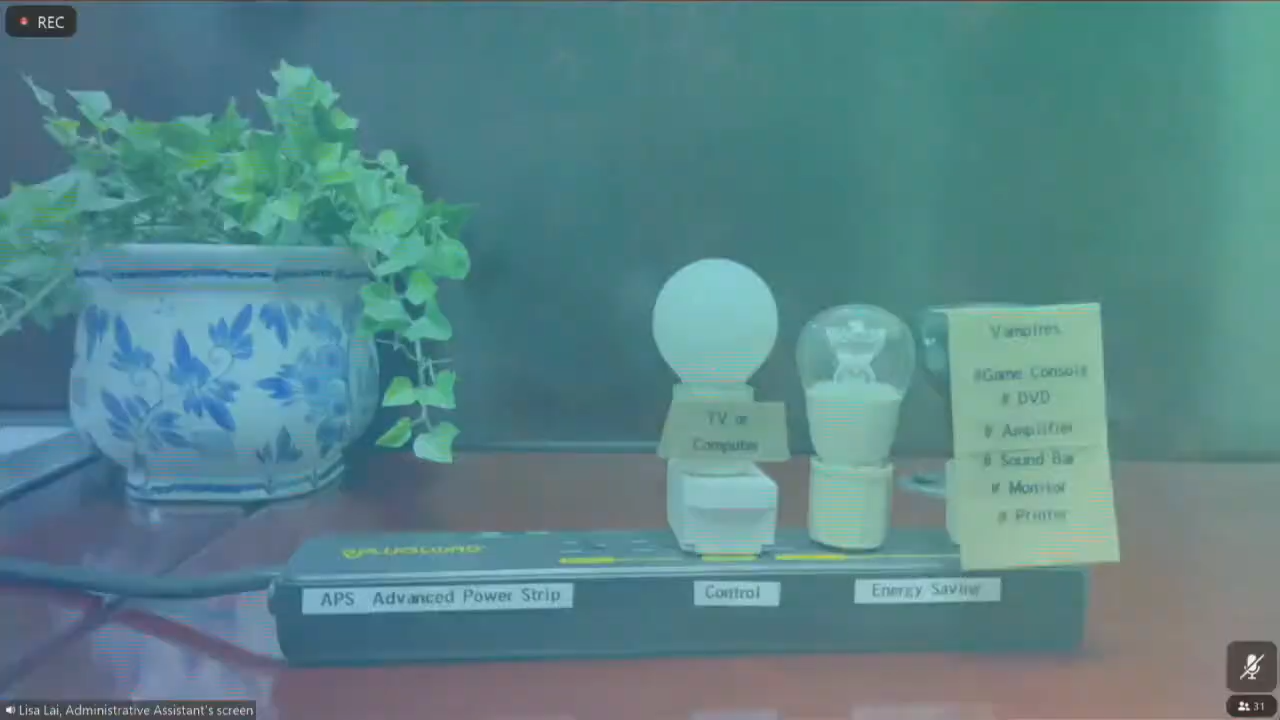 REC
Vampires
#Game Console
# DVD
# Amplifier
# Sound Bar
# Monitor
# Printer
TV or
Computer
APS Advanced Power Strip
Control
Energy Saving
Lisa Lai, Administrative Assistant's screen
31